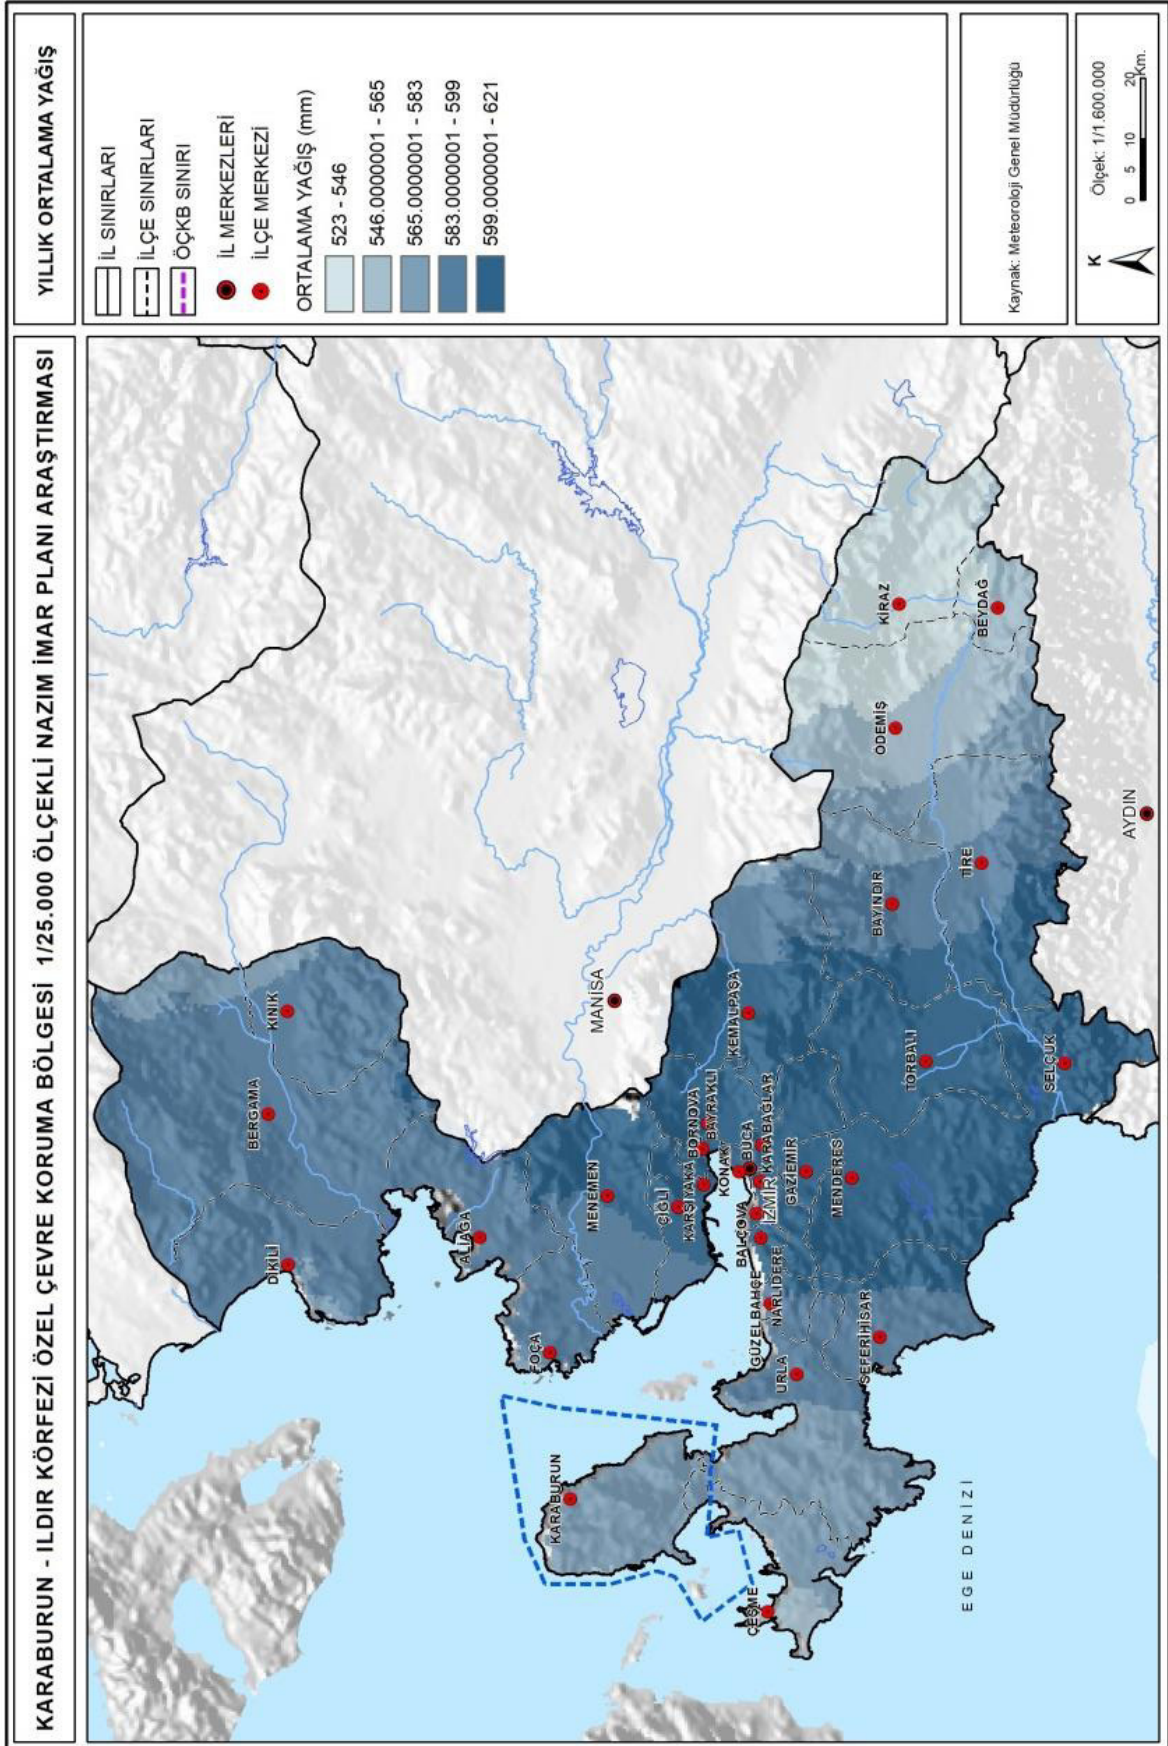 KARABURUN - ILDIR KÖRFEZİ ÖZEL ÇEVRE KORUMA BÖLGESİ 1/25.000 ÖLÇEKLİ NAZIM İMAR PLANI ARAŞTIRMASI
YILLIK ORTALAMA YAĞIŞ
İL SINIRLARI
İLÇE SINIRLARI
ÖÇKB SINIRI
İL MERKEZLERİ
İLÇE MERKEZİ
ORTALAMA YAĞIŞ (mm)
523 - 546
546.0000001 - 565
565.0000001 - 583
583.0000001 - 599
599.0000001 - 621
Kaynak: Meteoroloji Genel Müdürlüğü
K
Ölçek: 1/1.600.000
0 5 10 20
Km.
KINIK
BERGAMA
DİKİLİ
ALİAĞA
FOÇA
MANİSA
MENEMEN
ÇİĞLİ
KARŞIYAKA
BORNOVA
BAYRAKLI
KEMALPAŞA
KONAK
BUCA
KARABAĞLAR
İZMİR
BALÇOVA
NARLIDERE
GÜZELBAHÇE
GAZİEMİR
MENDERES
URLA
SEFERİHİSAR
KARABURUN
ÇEŞME
TORBALI
SELÇUK
BAYINDIR
TİRE
ÖDEMİŞ
KİRAZ
BEYDAĞ
AYDIN
EGE DENİZİ